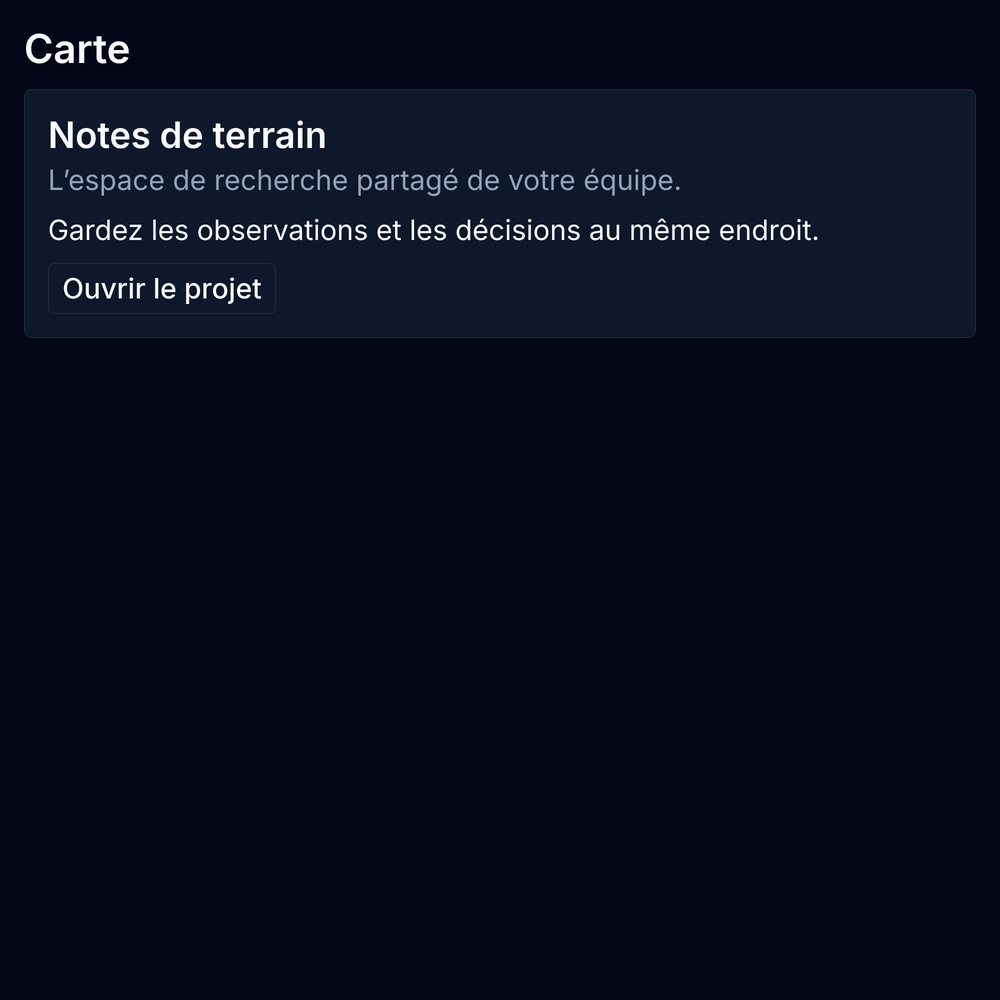 Carte
Notes de terrain
L’espace de recherche partagé de votre équipe.
Gardez les observations et les décisions au même endroit.
Ouvrir le projet